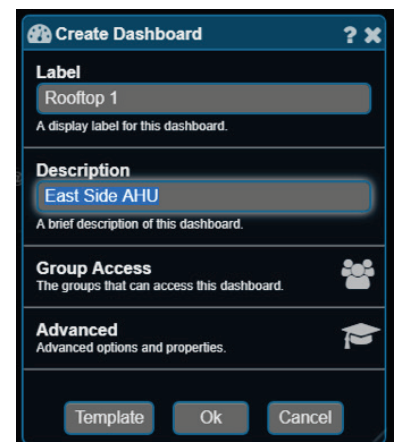 Create Dashboard ? ✖
Label
Rooftop 1
A display label for this dashboard.
Description
East Side AHU
A brief description of this dashboard.
Group Access
The groups that can access this dashboard.
Advanced
Advanced options and properties.
Template Ok Cancel